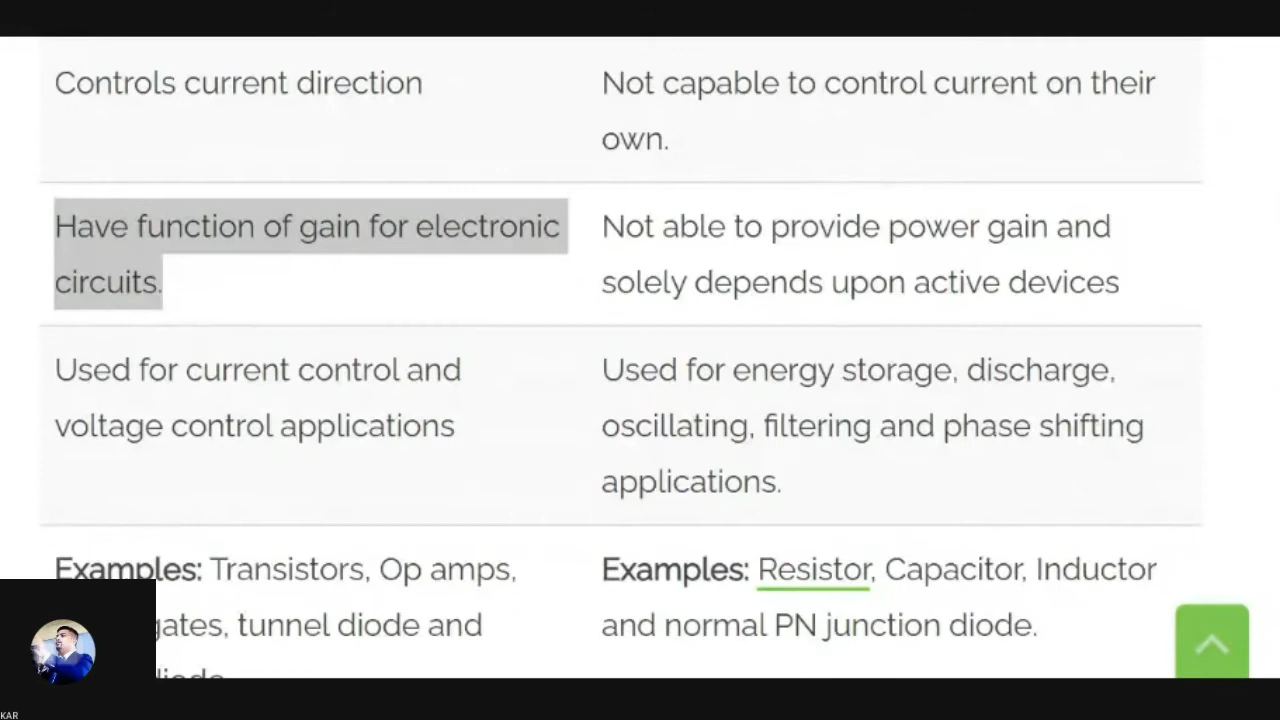 Controls current direction
Not capable to control current on their
own.
Have function of gain for electronic
circuits.
Not able to provide power gain and
solely depends upon active devices
Used for current control and
voltage control applications
Used for energy storage, discharge,
oscillating, filtering and phase shifting
applications.
Examples: Transistors, Op amps,
gates, tunnel diode and
Examples: Resistor, Capacitor, Inductor
and normal PN junction diode.
KAR